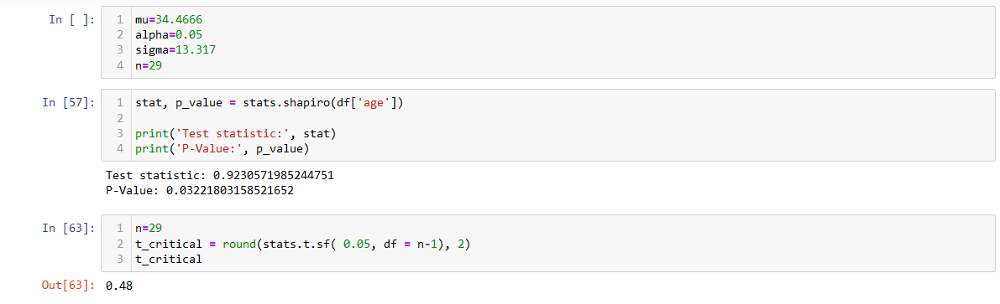 In [ ]:
1 mu=34.4666
2 alpha=0.05
3 sigma=13.317
4 n=29
In [57]:
1 stat, p_value = stats.shapiro(df['age'])
2
3 print('Test statistic:', stat)
4 print('P-Value:', p_value)
Test statistic: 0.9230571985244751
P-Value: 0.03221803158521652
In [63]:
1 n=29
2 t_critical = round(stats.t.sf( 0.05, df = n-1), 2)
3 t_critical
Out[63]: 0.48